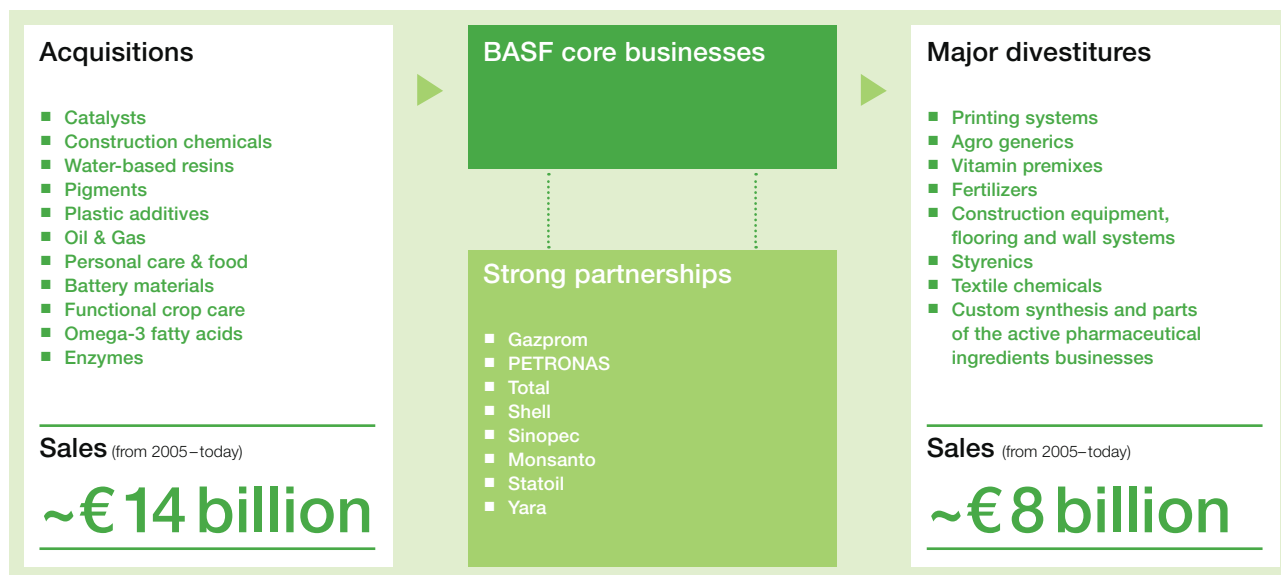 Acquisitions
■ Catalysts
■ Construction chemicals
■ Water-based resins
■ Pigments
■ Plastic additives
■ Oil & Gas
■ Personal care & food
■ Battery materials
■ Functional crop care
■ Omega-3 fatty acids
■ Enzymes
Sales (from 2005–today)
~€ 14 billion
BASF core businesses
Strong partnerships
■ Gazprom
■ PETRONAS
■ Total
■ Shell
■ Sinopec
■ Monsanto
■ Statoil
■ Yara
Major divestitures
■ Printing systems
■ Agro generics
■ Vitamin premixes
■ Fertilizers
■ Construction equipment,
flooring and wall systems
■ Styrenics
■ Textile chemicals
■ Custom synthesis and parts
of the active pharmaceutical
ingredients businesses
Sales (from 2005–today)
~€ 8 billion